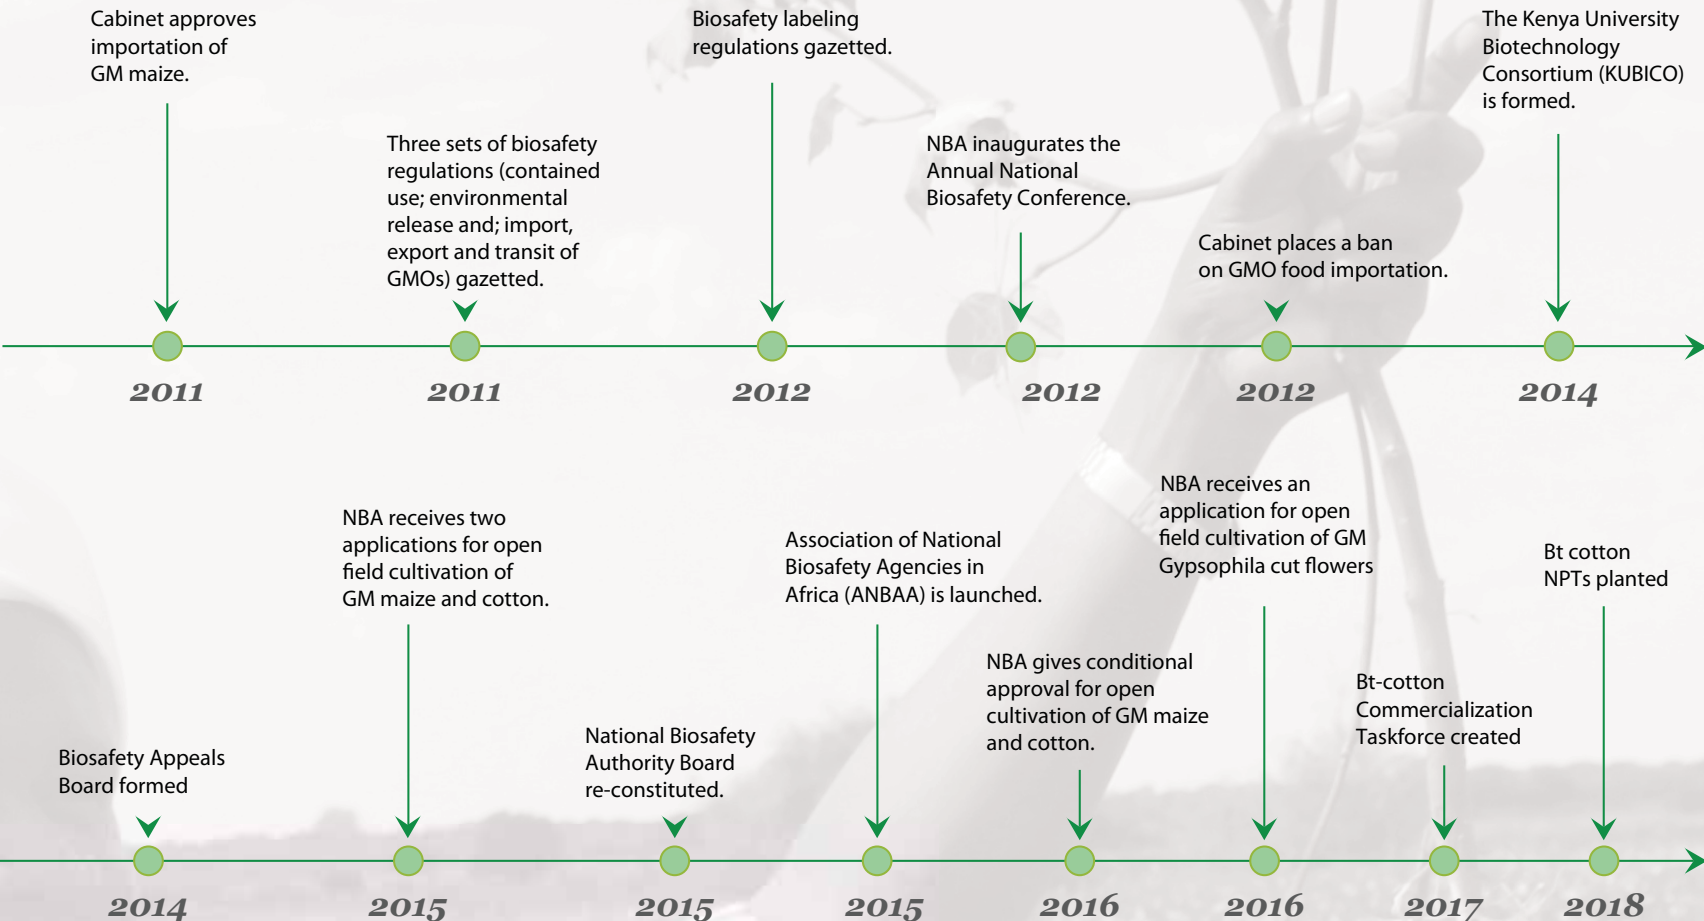 Cabinet approves
importation of
GM maize.
Three sets of biosafety
regulations (contained
use; environmental
release and; import,
export and transit of
GMOs) gazetted.
Biosafety labeling
regulations gazetted.
NBA inaugurates the
Annual National
Biosafety Conference.
Cabinet places a ban
on GMO food importation.
The Kenya University
Biotechnology
Consortium (KUBICO)
is formed.
2011
2011
2012
2012
2012
2014
Biosafety Appeals
Board formed
NBA receives two
applications for open
field cultivation of
GM maize and cotton.
National Biosafety
Authority Board
re-constituted.
Association of National
Biosafety Agencies in
Africa (ANBAA) is launched.
NBA gives conditional
approval for open
cultivation of GM maize
and cotton.
NBA receives an
application for open
field cultivation of GM
Gypsophila cut flowers
Bt-cotton
Commercialization
Taskforce created
Bt cotton
NPTs planted
2014
2015
2015
2015
2016
2016
2017
2018